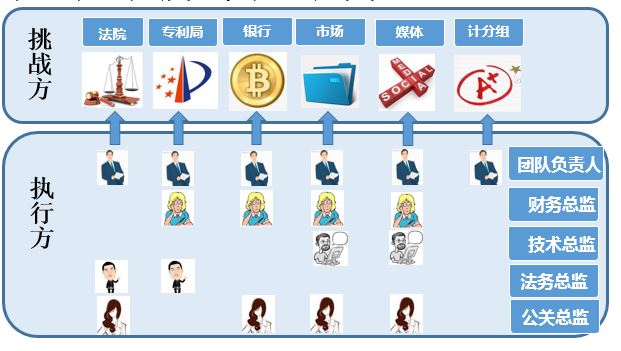 挑战方
法院
专利局
银行
市场
媒体
计分组
SOCIAL
MEDIA
A+
执行方
团队负责人
财务总监
技术总监
法务总监
公关总监